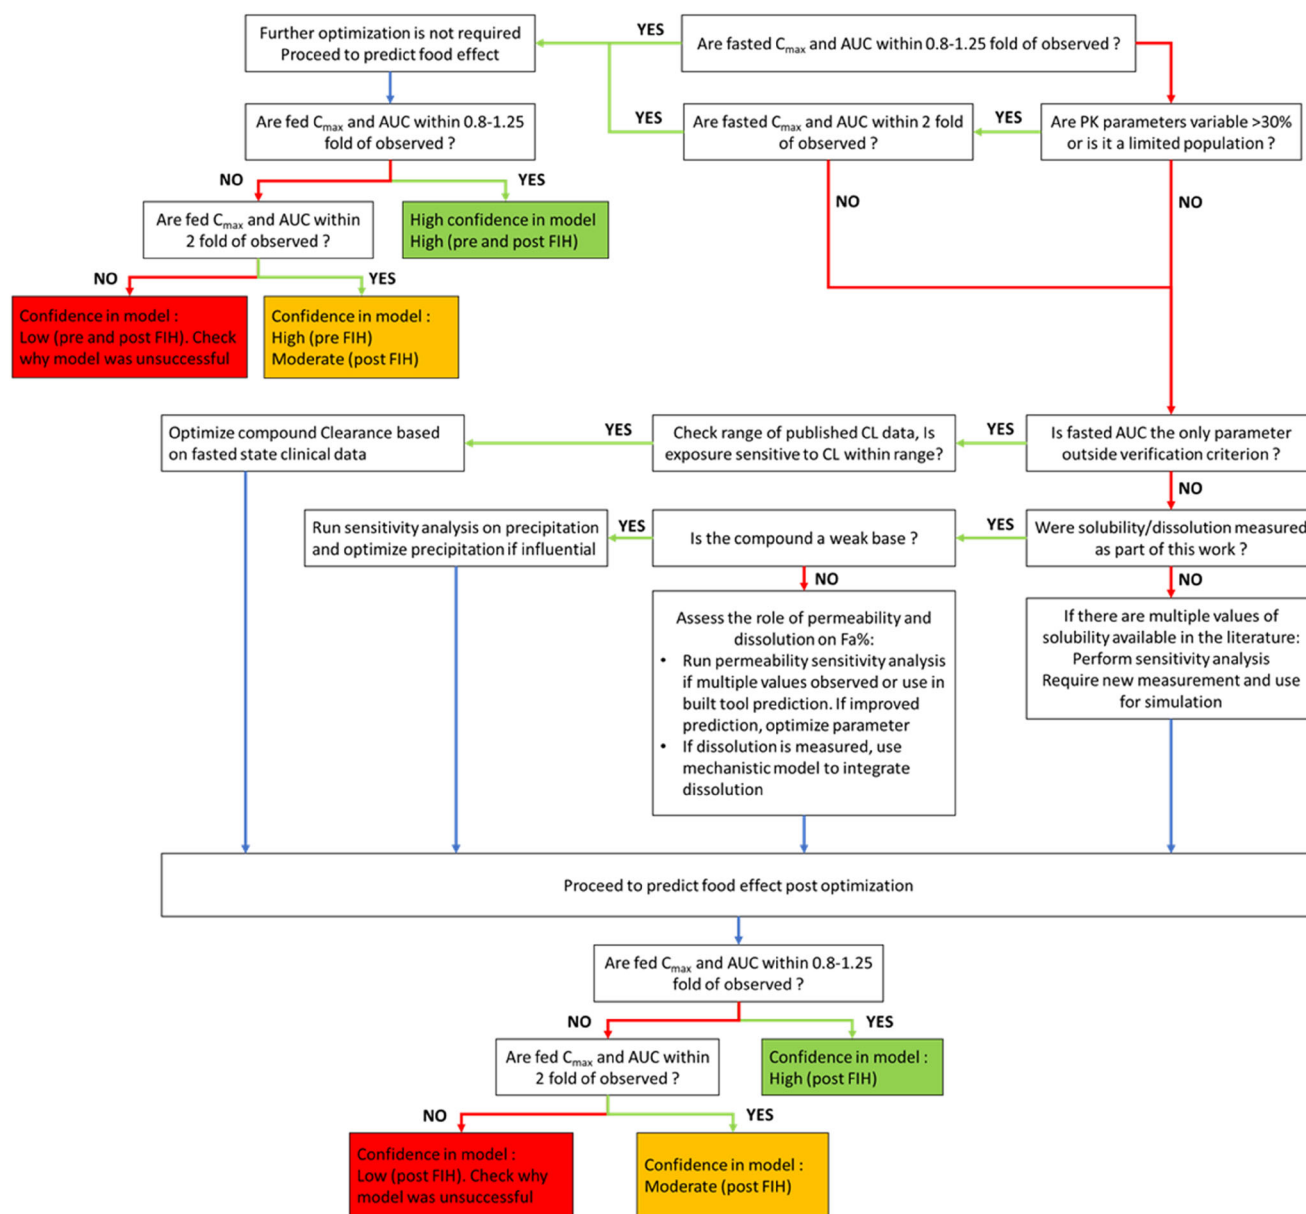 Further optimization is not required
Proceed to predict food effect
YES
Are fasted Cmax and AUC within 0.8-1.25 fold of observed ?
Are fed Cmax and AUC within 0.8-1.25
fold of observed ?
YES
Are fasted Cmax and AUC within 2 fold
of observed ?
YES
Are PK parameters variable >30%
or is it a limited population ?
NO
YES
NO
NO
Are fed Cmax and AUC within
2 fold of observed ?
High confidence in model
High (pre and post FIH)
NO
YES
Confidence in model :
Low (pre and post FIH). Check
why model was unsuccessful
Confidence in model :
High (pre FIH)
Moderate (post FIH)
Optimize compound Clearance based
on fasted state clinical data
YES
Check range of published CL data, Is
exposure sensitive to CL within range?
YES
Is fasted AUC the only parameter
outside verification criterion ?
NO
Run sensitivity analysis on precipitation
and optimize precipitation if influential
YES
Is the compound a weak base ?
YES
Were solubility/dissolution measured
as part of this work ?
NO
NO
Assess the role of permeability and
dissolution on Fa%:
• Run permeability sensitivity analysis
if multiple values observed or use in
built tool prediction. If improved
prediction, optimize parameter
• If dissolution is measured, use
mechanistic model to integrate
dissolution
If there are multiple values of
solubility available in the literature:
Perform sensitivity analysis
Require new measurement and use
for simulation
Proceed to predict food effect post optimization
Are fed Cmax and AUC within 0.8-1.25
fold of observed ?
NO
YES
Are fed Cmax and AUC within
2 fold of observed ?
Confidence in model :
High (post FIH)
NO
YES
Confidence in model :
Low (post FIH). Check why
model was unsuccessful
Confidence in model :
Moderate (post FIH)